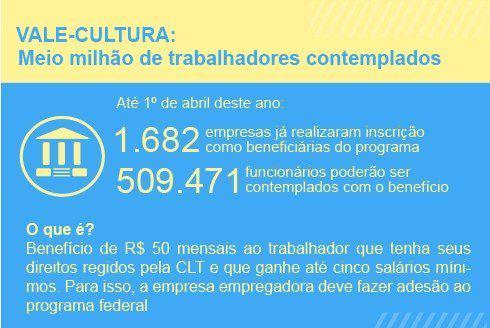 VALE-CULTURA:
Meio milhão de trabalhadores contemplados
Até 1º de abril deste ano:
1.682 empresas já realizaram inscrição
como beneficiárias do programa
509.471 funcionários poderão ser
contemplados com o benefício
O que é?
Benefício de R$ 50 mensais ao trabalhador que tenha seus
direitos regidos pela CLT e que ganhe até cinco salários míni-
mos. Para isso, a empresa empregadora deve fazer adesão ao
programa federal